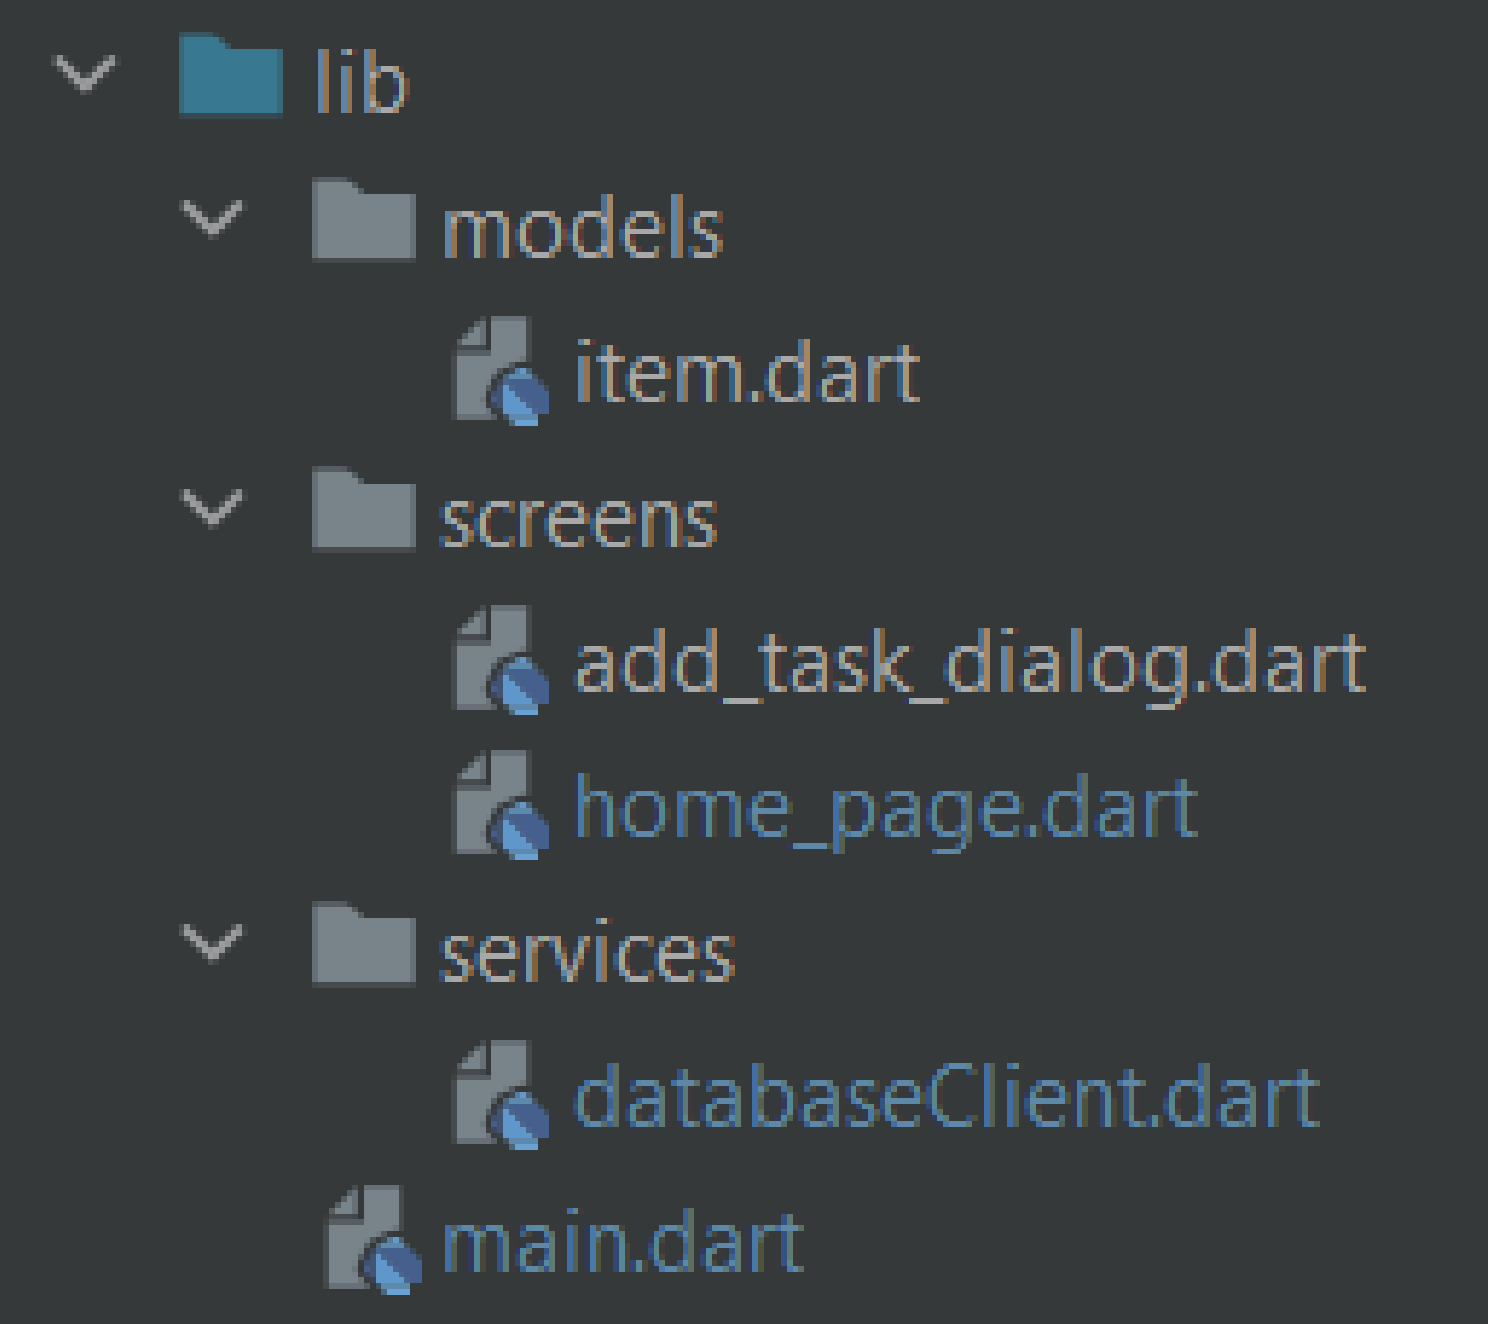 lib
models
item.dart
screens
add_task_dialog.dart
home_page.dart
services
databaseClient.dart
main.dart